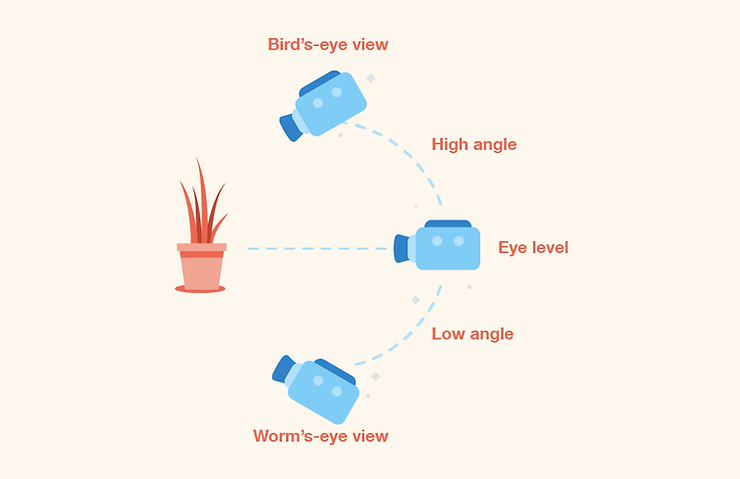 Bird's-eye view
High angle
Eye level
Low angle
Worm's-eye view